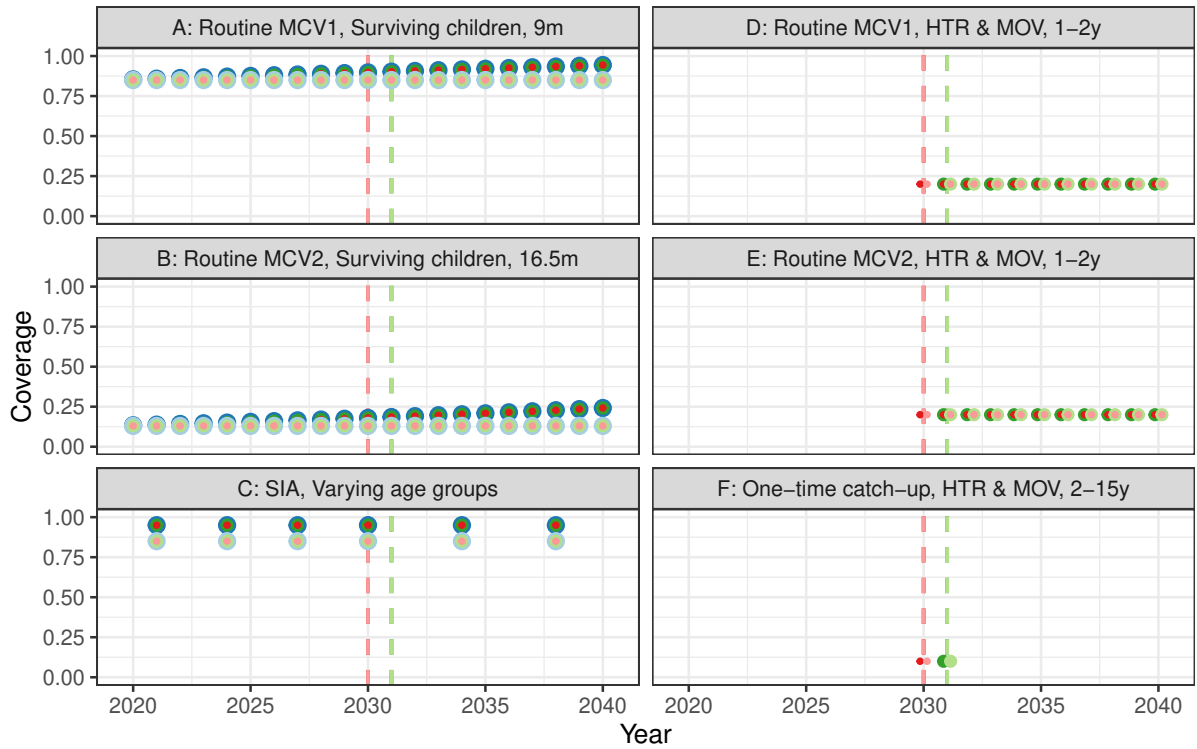 A: Routine MCV1, Surviving children, 9m
D: Routine MCV1, HTR & MOV, 1−2y
1.00
0.75
0.50
0.25
0.00
B: Routine MCV2, Surviving children, 16.5m
E: Routine MCV2, HTR & MOV, 1−2y
1.00
0.75
0.50
0.25
0.00
Coverage
C: SIA, Varying age groups
F: One−time catch−up, HTR & MOV, 2−15y
1.00
0.75
0.50
0.25
0.00
2020 2025 2030 2035 2040
2020 2025 2030 2035 2040
Year